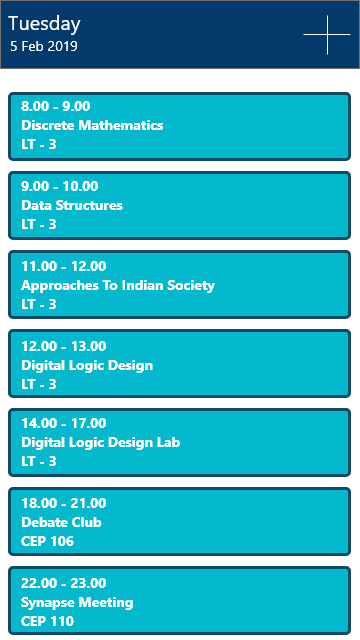 Tuesday
5 Feb 2019
8.00 - 9.00
Discrete Mathematics
LT - 3
9.00 - 10.00
Data Structures
LT - 3
11.00 - 12.00
Approaches To Indian Society
LT - 3
12.00 - 13.00
Digital Logic Design
LT - 3
14.00 - 17.00
Digital Logic Design Lab
LT - 3
18.00 - 21.00
Debate Club
CEP 106
22.00 - 23.00
Synapse Meeting
CEP 110